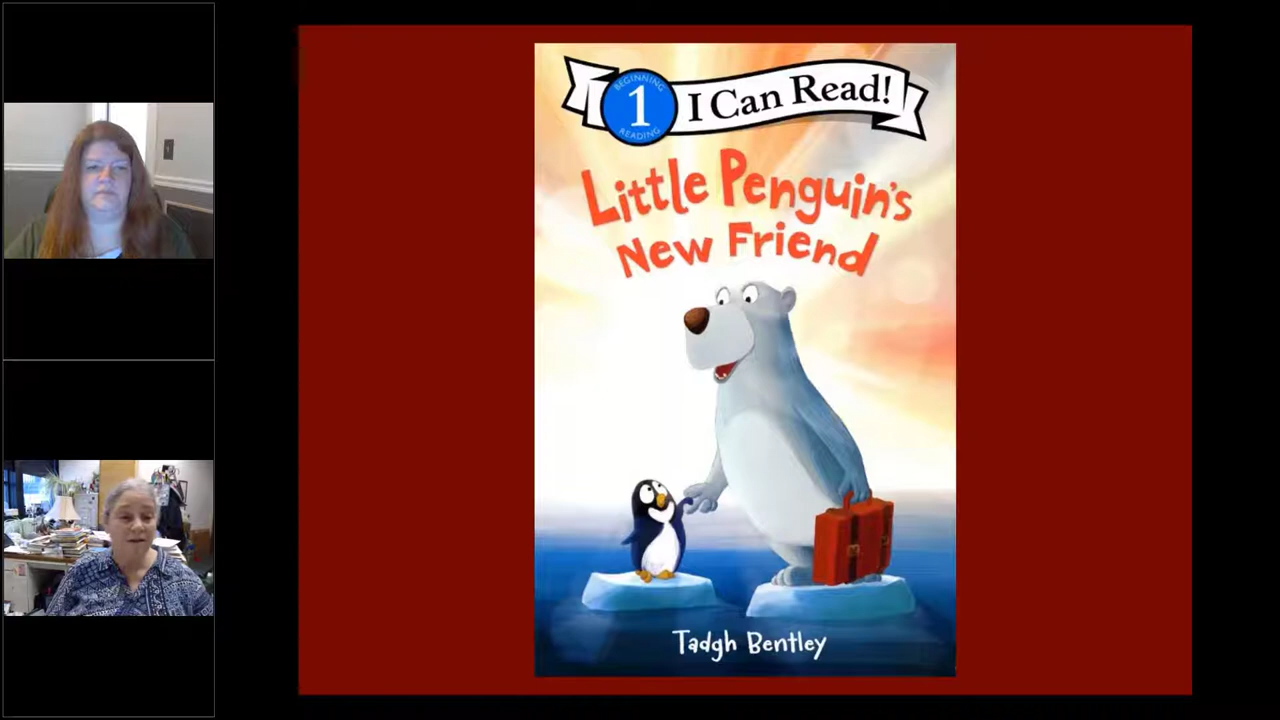 BEGINNING
1
READING
I Can Read!
Little Penguin's
New Friend
Tadgh Bentley